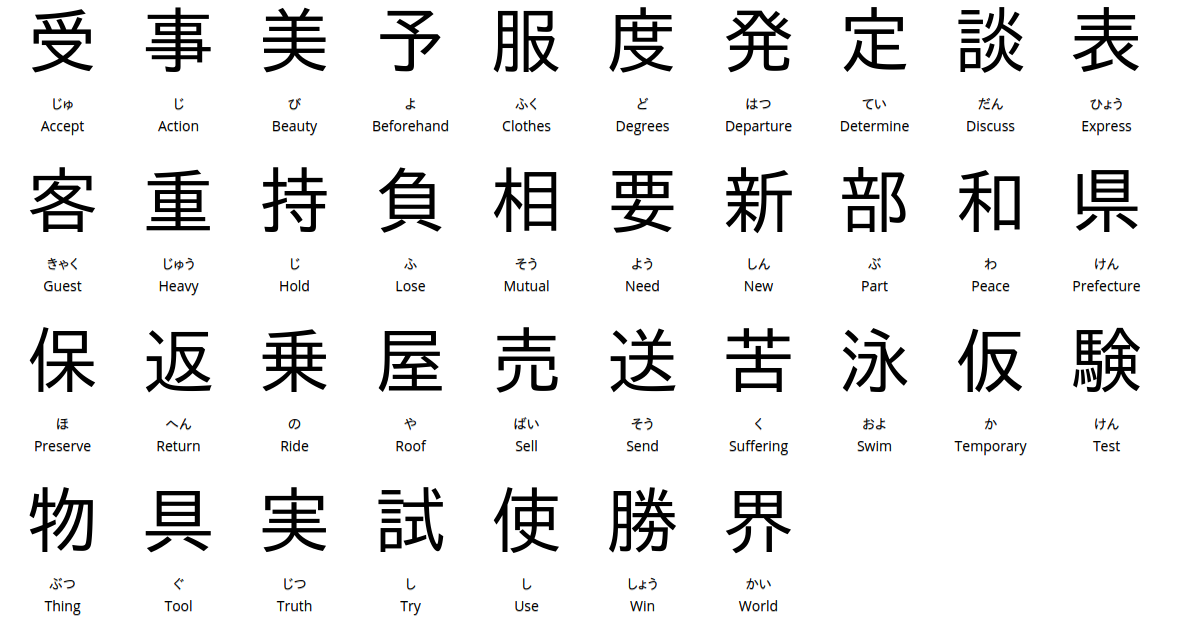 受 事 美 予 服 度 発 定 談 表
じゅ じ び よ ふく ど はつ てい だん ひょう
Accept Action Beauty Beforehand Clothes Degrees Departure Determine Discuss Express
客 重 持 負 相 要 新 部 和 県
きゃく じゅう じ ふ そう よう しん ぶ わ けん
Guest Heavy Hold Lose Mutual Need New Part Peace Prefecture
保 返 乗 屋 売 送 苦 泳 仮 験
ほ へん の や ばい そう く およ か けん
Preserve Return Ride Roof Sell Send Suffering Swim Temporary Test
物 具 実 試 使 勝 界
ぶつ ぐ じつ し し しょう かい
Thing Tool Truth Try Use Win World